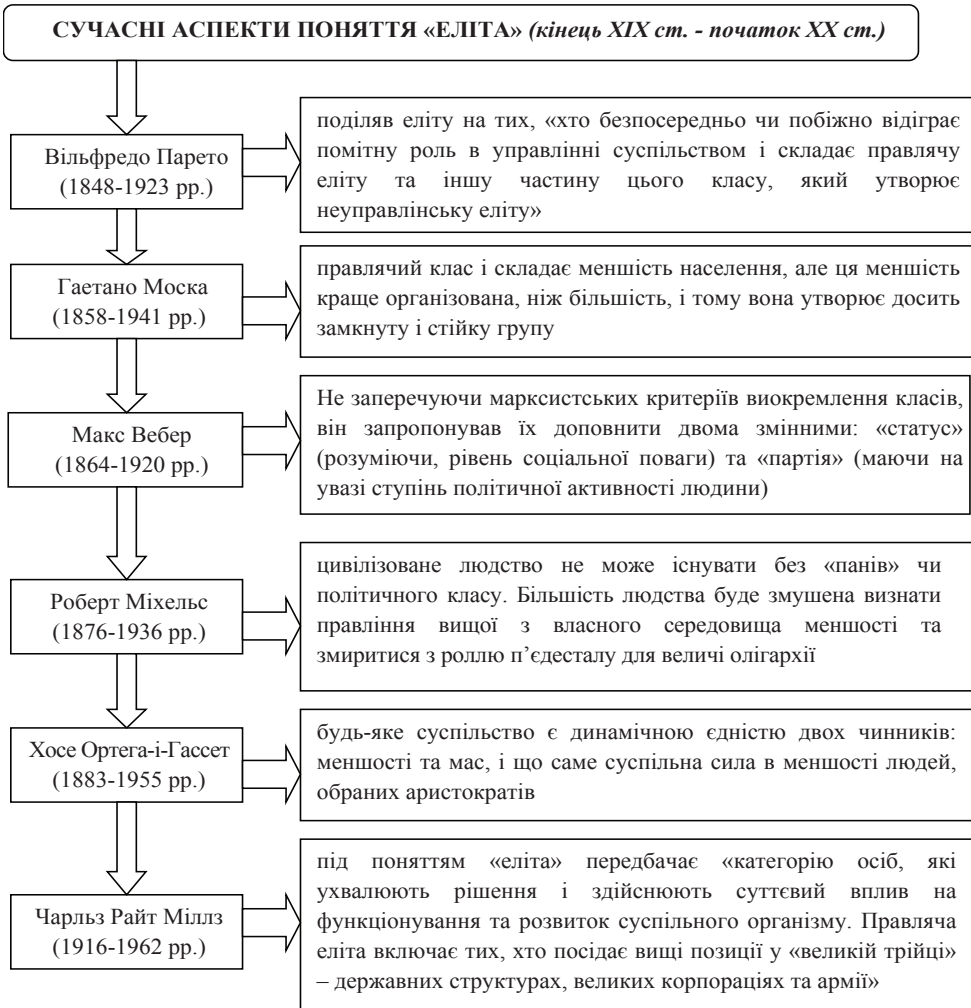 СУЧАСНІ АСПЕКТИ ПОНЯТТЯ «ЕЛІТА» (кінець XIX ст. - початок XX ст.)
Вільфредо Парето
(1848-1923 рр.)
поділяв еліту на тих, «хто безпосередньо чи побіжно відіграє
помітну роль в управлінні суспільством і складає правлячу
еліту та іншу частину цього класу, який утворює
неуправлінську еліту»
Гаетано Моска
(1858-1941 рр.)
правлячий клас і складає меншість населення, але ця меншість
краще організована, ніж більшість, і тому вона утворює досить
замкнуту і стійку групу
Макс Вебер
(1864-1920 рр.)
Не заперечуючи марксистських критеріїв виокремлення класів,
він запропонував їх доповнити двома змінними: «статус»
(розуміючи, рівень соціальної поваги) та «партія» (маючи на
увазі ступінь політичної активності людини)
Роберт Міхельс
(1876-1936 рр.)
цивілізоване людство не може існувати без «панів» чи
політичного класу. Більшість людства буде змушена визнати
правління вищої з власного середовища меншості та
змиритися з роллю п’єдесталу для величі олігархії
Хосе Ортега-і-Гассет
(1883-1955 рр.)
будь-яке суспільство є динамічною єдністю двох чинників:
меншості та мас, і що саме суспільна сила в меншості людей,
обраних аристократів
Чарльз Райт Міллз
(1916-1962 рр.)
під поняттям «еліта» передбачає «категорію осіб, які
ухвалюють рішення і здійснюють суттєвий вплив на
функціонування та розвиток суспільного організму. Правляча
еліта включає тих, хто посідає вищі позиції у «великій трійці»
– державних структурах, великих корпораціях та армії»